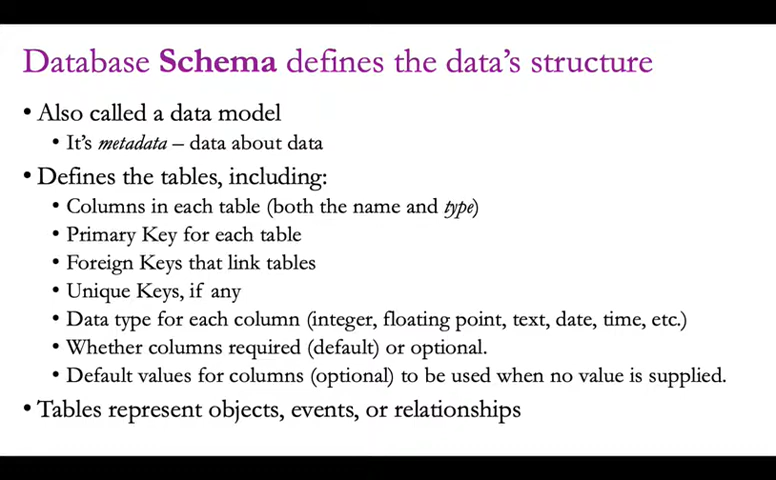 Database Schema defines the data's structure
• Also called a data model
• It's metadata – data about data
• Defines the tables, including:
• Columns in each table (both the name and type)
• Primary Key for each table
• Foreign Keys that link tables
• Unique Keys, if any
• Data type for each column (integer, floating point, text, date, time, etc.)
• Whether columns required (default) or optional.
• Default values for columns (optional) to be used when no value is supplied.
• Tables represent objects, events, or relationships